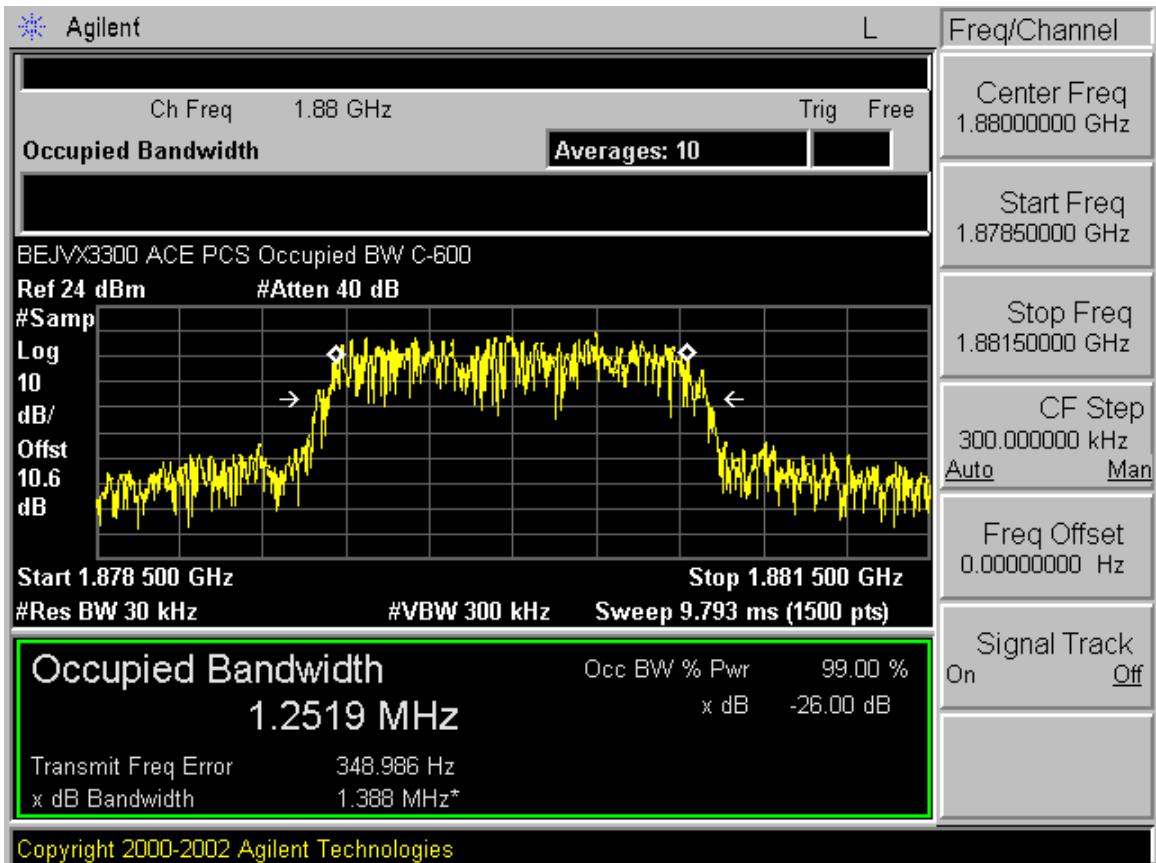 Agilent L
Ch Freq 1.88 GHz Trig Free
Occupied Bandwidth Averages: 10
BEJVX3300 ACE PCS Occupied BW C-600
Ref 24 dBm #Atten 40 dB
#Samp
Log
10
dB/
Offst
10.6
dB
Start 1.878 500 GHz Stop 1.881 500 GHz
#Res BW 30 kHz #VBW 300 kHz Sweep 9.793 ms (1500 pts)
Occupied Bandwidth Occ BW % Pwr 99.00 %
1.2519 MHz x dB -26.00 dB
Transmit Freq Error 348.986 Hz
x dB Bandwidth 1.388 MHz*
Copyright 2000-2002 Agilent Technologies
Freq/Channel
Center Freq
1.88000000 GHz
Start Freq
1.87850000 GHz
Stop Freq
1.88150000 GHz
CF Step
300.000000 kHz
Auto Man
Freq Offset
0.00000000 Hz
Signal Track
On Off